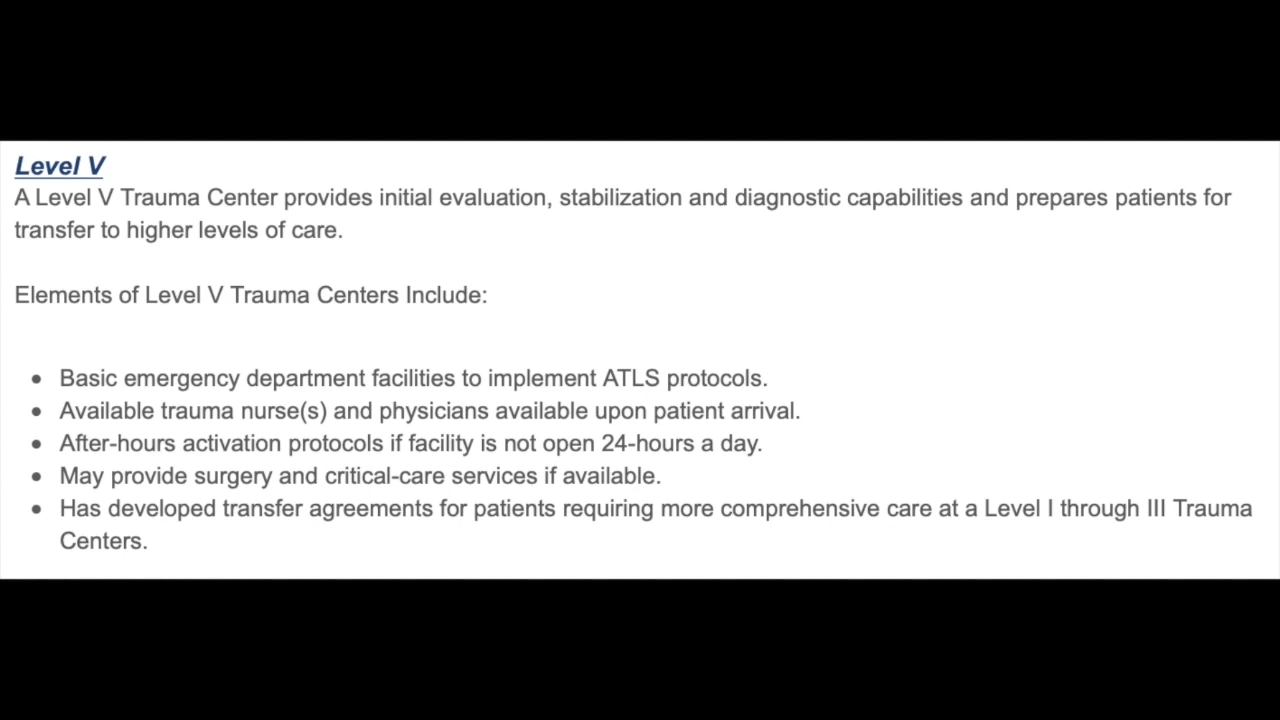 Level V
A Level V Trauma Center provides initial evaluation, stabilization and diagnostic capabilities and prepares patients for
transfer to higher levels of care.
Elements of Level V Trauma Centers Include:
• Basic emergency department facilities to implement ATLS protocols.
• Available trauma nurse(s) and physicians available upon patient arrival.
• After-hours activation protocols if facility is not open 24-hours a day.
• May provide surgery and critical-care services if available.
• Has developed transfer agreements for patients requiring more comprehensive care at a Level I through III Trauma
Centers.